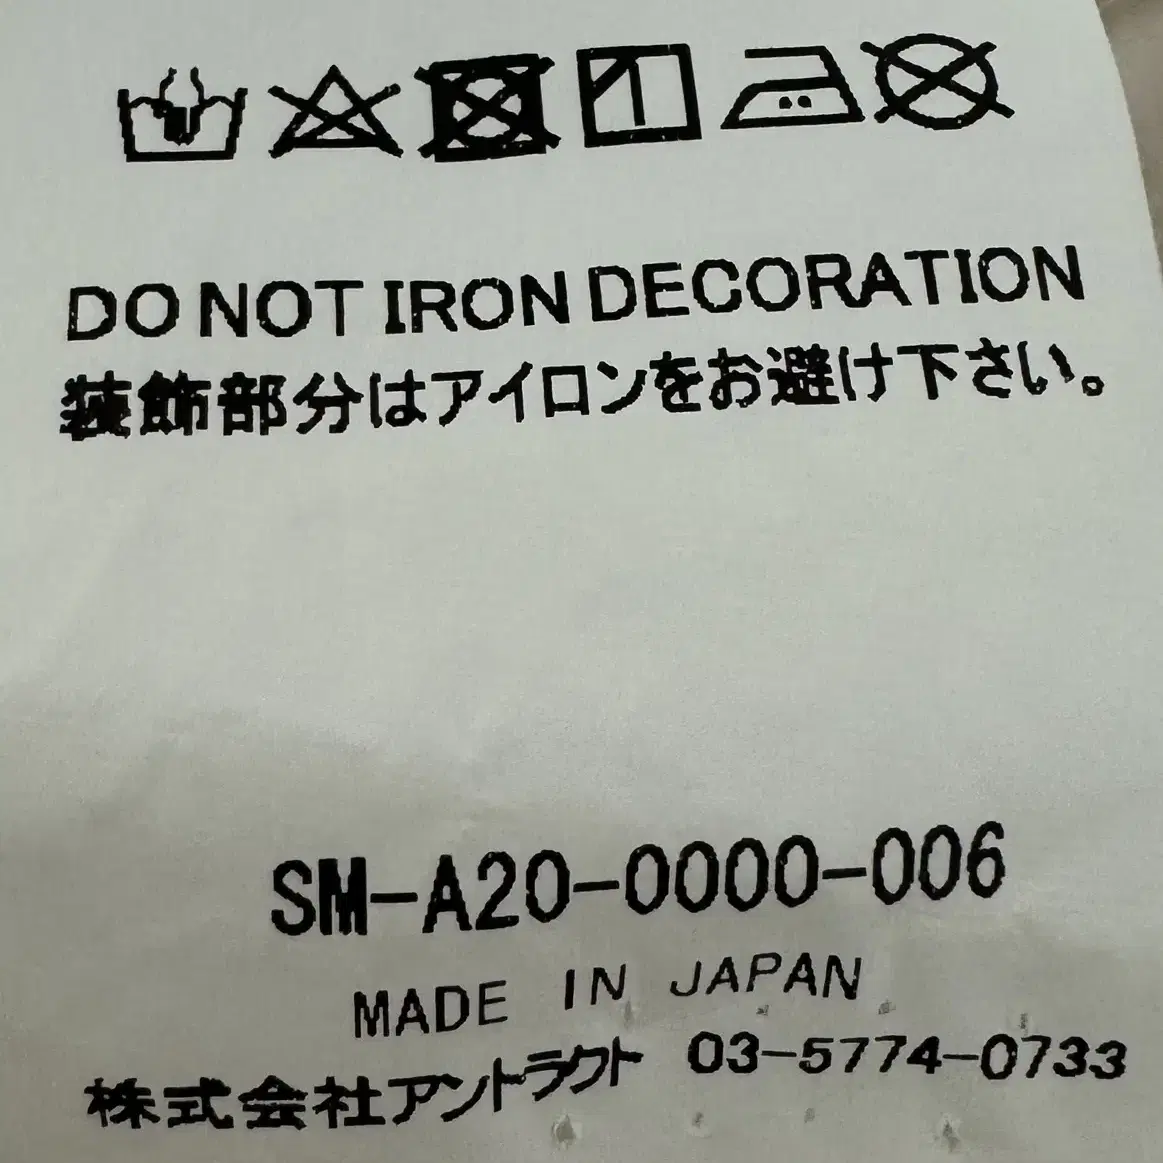 DO NOT IRON DECORATION
装飾部分はアイロンをお避け下さい。
SM-A20-0000-006
MADE IN JAPAN
株式会社アントラクト 03-5774-0733